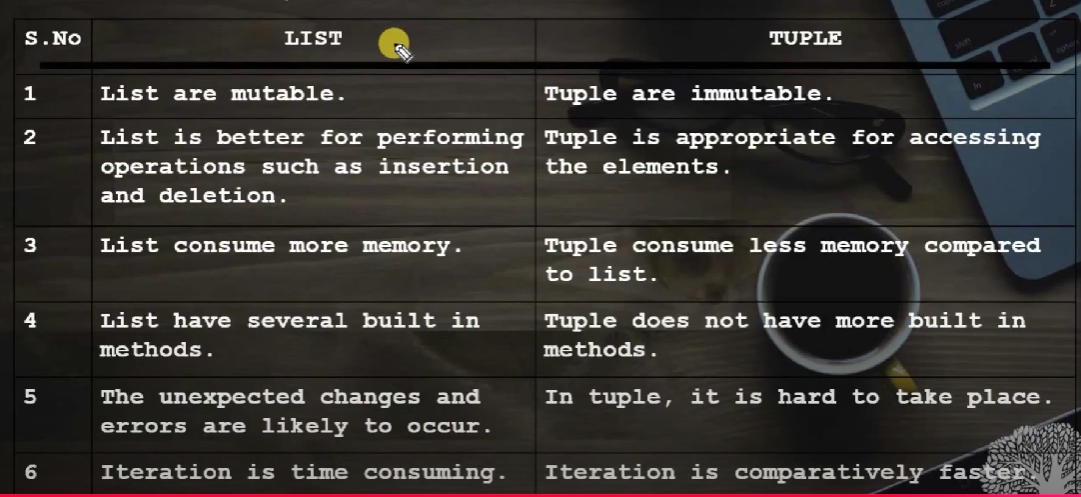 S.No LIST TUPLE
1 List are mutable. Tuple are immutable.
2 List is better for performing Tuple is appropriate for accessing
operations such as insertion the elements.
and deletion.
3 List consume more memory. Tuple consume less memory compared
to list.
4 List have several built in Tuple does not have more built in
methods. methods.
5 The unexpected changes and In tuple, it is hard to take place.
errors are likely to occur.
6 Iteration is time consuming. Iteration is comparatively faster.